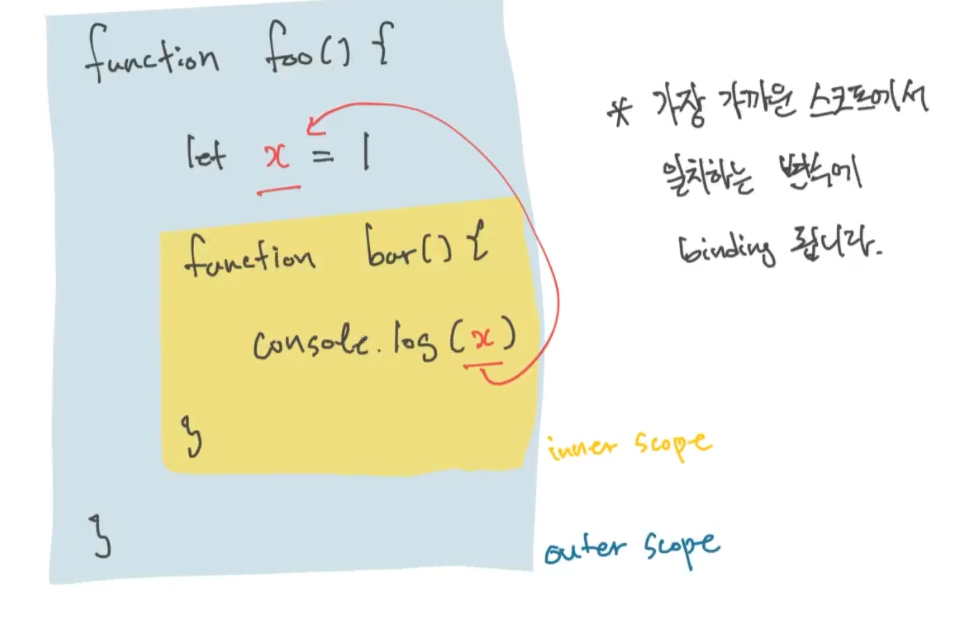 function foo() {
let x = 1
function bar() {
console.log(x)
}
}
* 가장 가까운 스코프에서
일치하는 변수에
binding 됩니다.
inner scope
outer scope